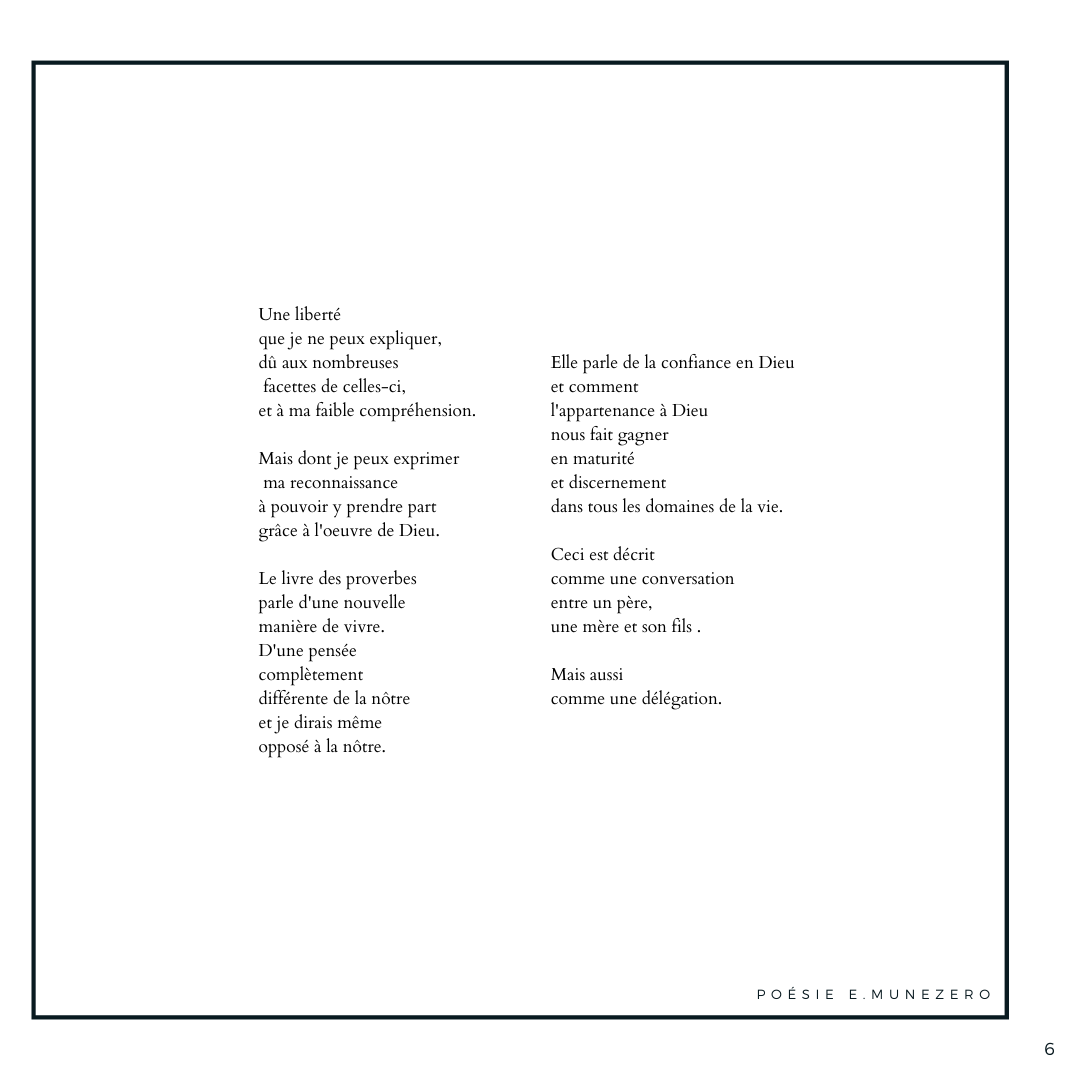 Une liberté
que je ne peux expliquer,
dû aux nombreuses
facettes de celles-ci,
et à ma faible compréhension.

Mais dont je peux exprimer
ma reconnaissance
à pouvoir y prendre part
grâce à l'oeuvre de Dieu.

Le livre des proverbes
parle d'une nouvelle
manière de vivre.
D'une pensée
complètement
différente de la nôtre
et je dirais même
opposé à la nôtre.

Elle parle de la confiance en Dieu
et comment
l'appartenance à Dieu
nous fait gagner
en maturité
et discernement
dans tous les domaines de la vie.

Ceci est décrit
comme une conversation
entre un père,
une mère et son fils .

Mais aussi
comme une délégation.

POÉSIE E.MUNEZERO
6